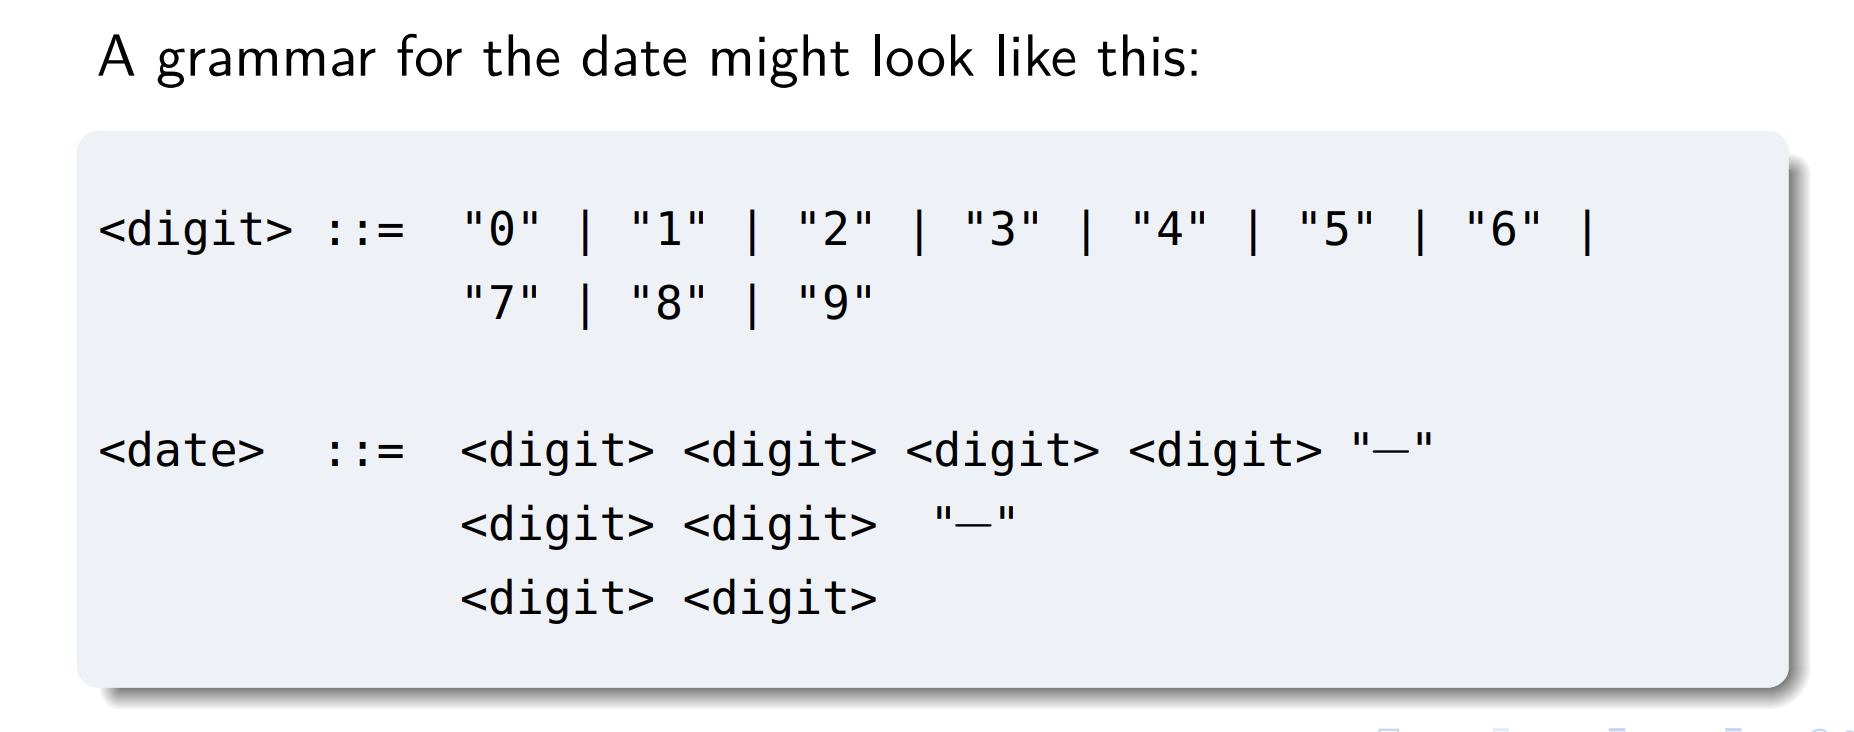 A grammar for the date might look like this:
<digit> ::= "0" | "1" | "2" | "3" | "4" | "5" | "6" |
"7" | "8" | "9"
<date> ::= <digit> <digit> <digit> <digit> "—"
<digit> <digit> "—"
<digit> <digit>